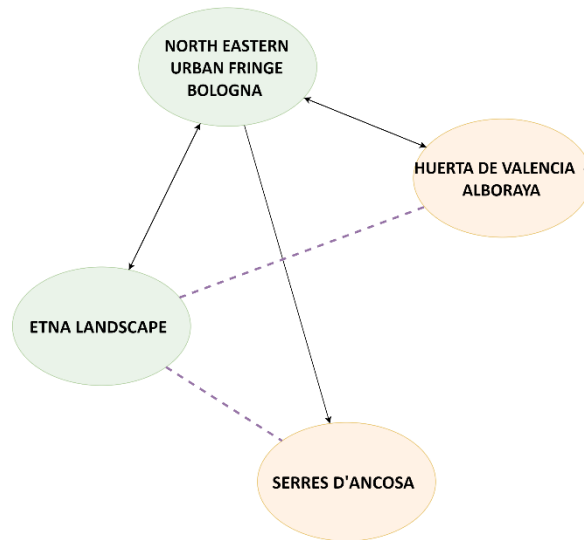 NORTH EASTERN
URBAN FRINGE
BOLOGNA
HUERTA DE VALENCIA -
ALBORAYA
ETNA LANDSCAPE
SERRES D'ANCOSA